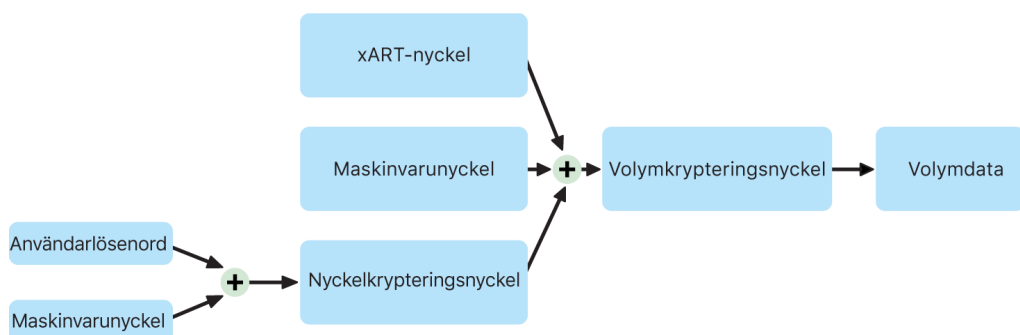 xART-nyckel
Maskinvarunyckel
+
Volymkrypteringsnyckel
Volymdata
Användarlösenord
+
Nyckelkrypteringsnyckel
Maskinvarunyckel